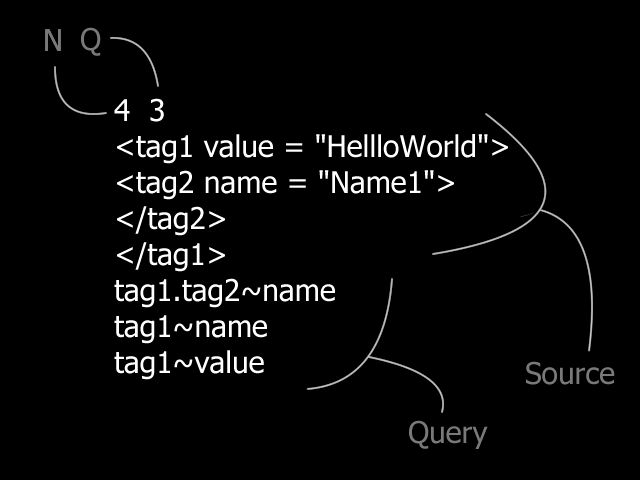 N Q
4 3
<tag1 value = "HellloWorld">
<tag2 name = "Name1">
</tag2>
</tag1>
tag1.tag2~name
tag1~name
tag1~value
Source
Query